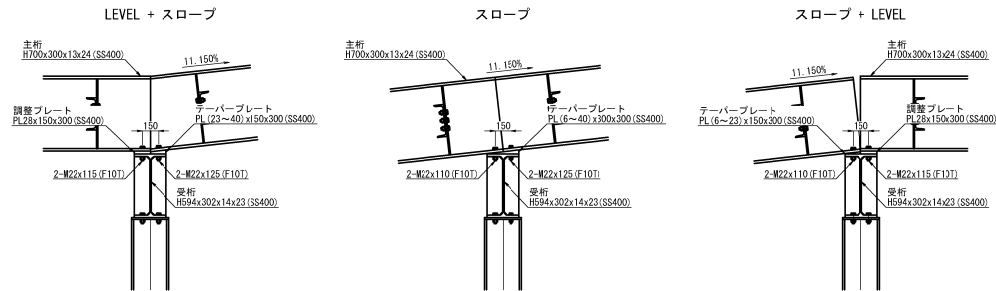 LEVEL + スロープ
主桁
H700x300x13x24(SS400)
11.150%
調整プレート
PL28x150x300(SS400)
テーパープレート
PL(23～40)x150x300(SS400)
150
2-M22x115(F10T)
2-M22x125(F10T)
受桁
H594x302x14x23(SS400)
スロープ
主桁
H700x300x13x24(SS400)
11.150%
テーパープレート
PL(6～40)x300x300(SS400)
150
2-M22x110(F10T)
2-M22x125(F10T)
受桁
H594x302x14x23(SS400)
スロープ + LEVEL
主桁
H700x300x13x24(SS400)
11.150%
テーパープレート
PL(6～23)x150x300(SS400)
調整プレート
PL28x150x300(SS400)
150
2-M22x110(F10T)
2-M22x115(F10T)
受桁
H594x302x14x23(SS400)